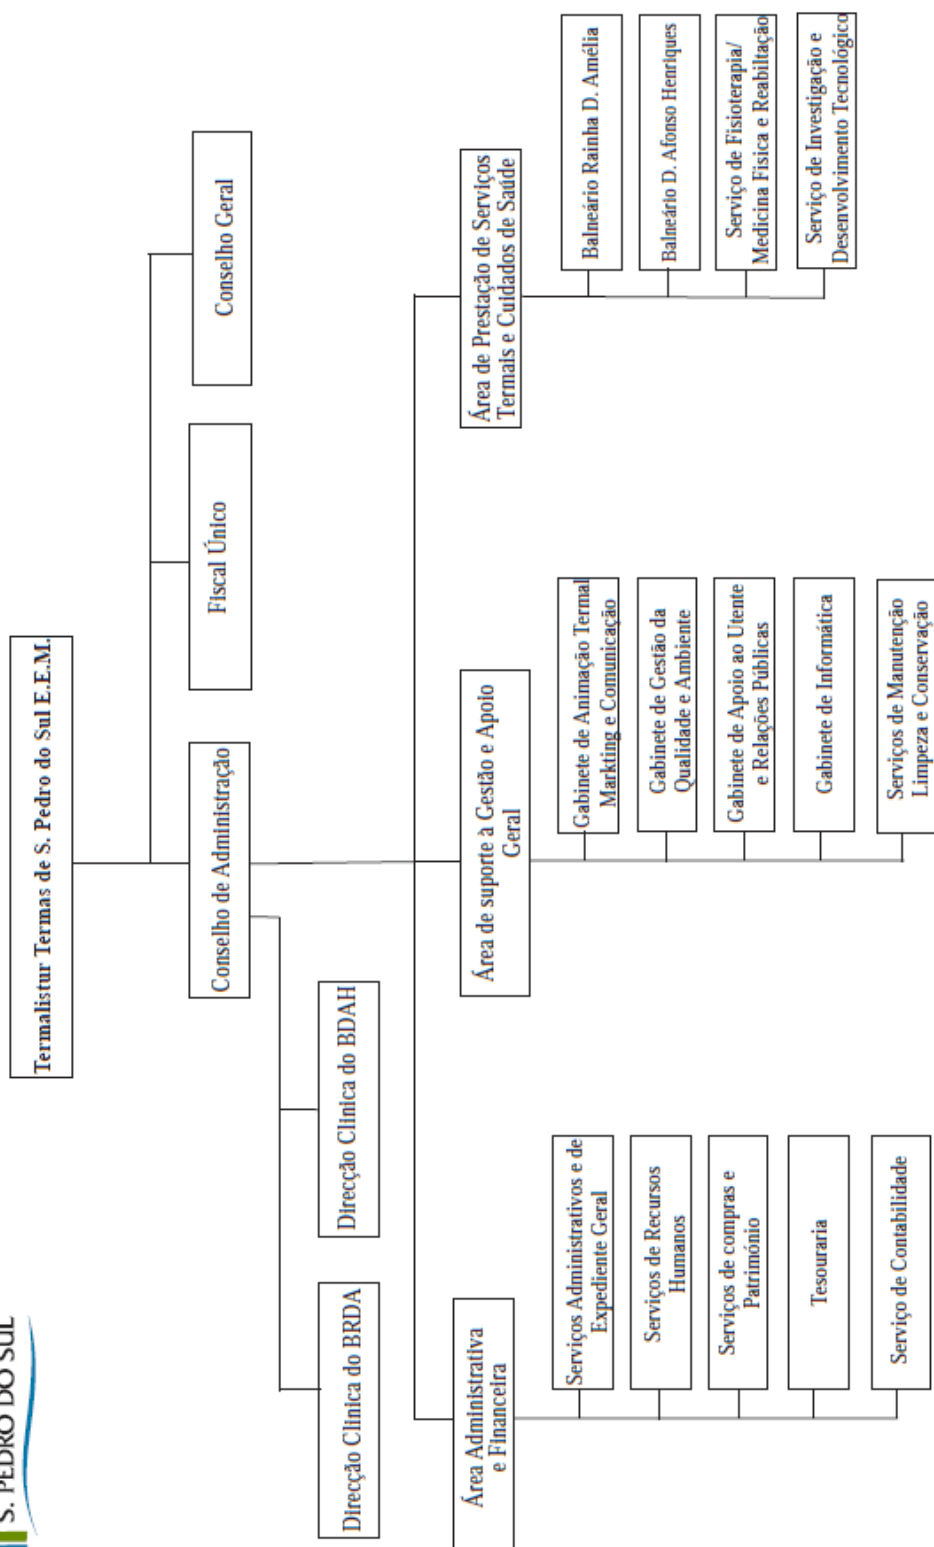 S. PEDRO DO SUL
Termalistur Termas de S. Pedro do Sul E.E.M.
Conselho de Administração
Fiscal Único
Conselho Geral
Direcção Clinica do BRDA
Direcção Clinica do BDAH
Área Administrativa
e Financeira
Serviços Administrativos e de
Expediente Geral
Serviços de Recursos
Humanos
Serviços de compras e
Património
Tesouraria
Serviço de Contabilidade
Área de suporte à Gestão e Apoio
Geral
Gabinete de Animação Termal
Markting e Comunicação
Gabinete de Gestão da
Qualidade e Ambiente
Gabinete de Apoio ao Utente
e Relações Públicas
Gabinete de Informática
Serviços de Manutenção
Limpeza e Conservação
Área de Prestação de Serviços
Termais e Cuidados de Saúde
Balneário Rainha D. Amélia
Balneário D. Afonso Henriques
Serviço de Fisioterapia/
Medicina Fisica e Reabiltação
Serviço de Investigação e
Desenvolvimento Tecnológico